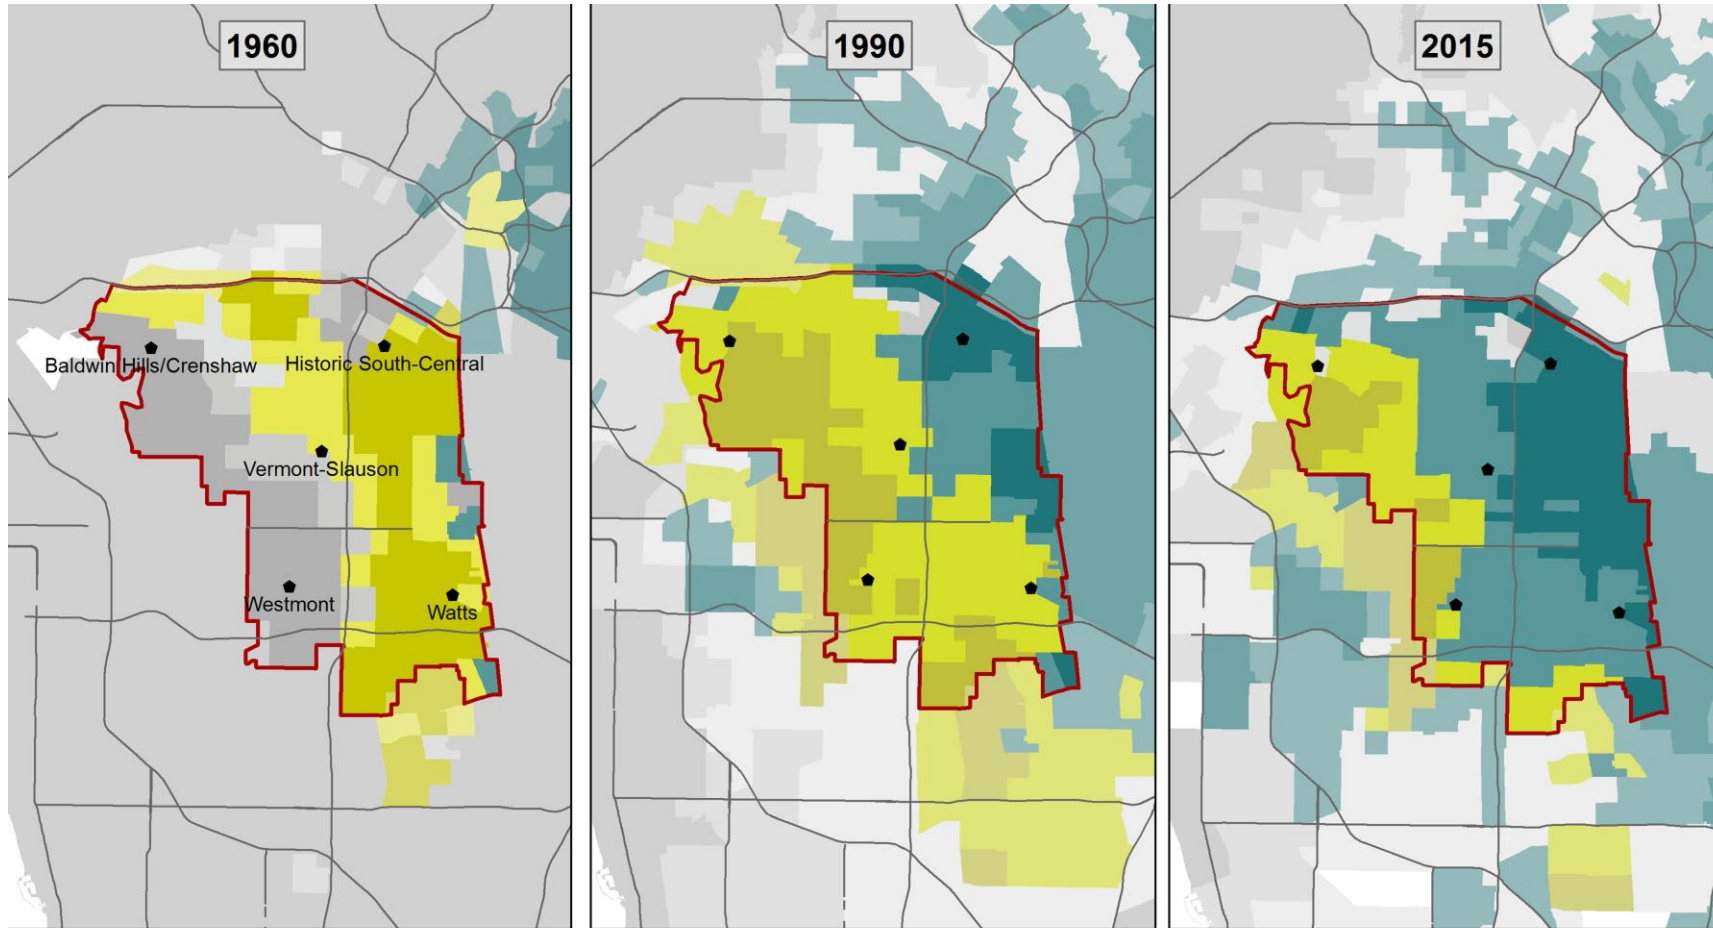 1960
1990
2015
Baldwin Hills/Crenshaw
Historic South-Central
Vermont-Slauson
Westmont
Watts